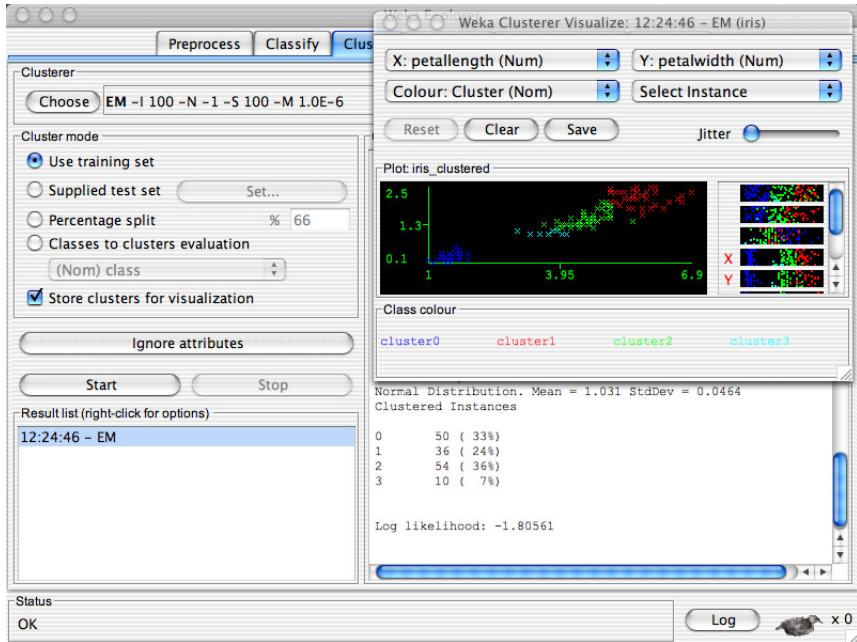 Weka Clusterer Visualize: 12:24:46 – EM (iris)
Preprocess
Classify
Clus
Clusterer
Choose
EM –I 100 –N –1 –S 100 –M 1.0E–6
Cluster mode
Use training set
Supplied test set
Set...
Percentage split
% 66
Classes to clusters evaluation
(Nom) class
Store clusters for visualization
Ignore attributes
Start
Stop
Result list (right-click for options)
12:24:46 – EM
X: petallength (Num)
Y: petalwidth (Num)
Colour: Cluster (Nom)
Select Instance
Reset
Clear
Save
Jitter
Plot: iris_clustered
2.5
1.3
0.1
1
3.95
6.9
X
Y
Class colour
cluster0
cluster1
cluster2
cluster3
Normal Distribution. Mean = 1.031 StdDev = 0.0464
Clustered Instances
0 50 ( 33%)
1 36 ( 24%)
2 54 ( 36%)
3 10 ( 7%)
Log likelihood: -1.80561
Status
OK
Log
x 0